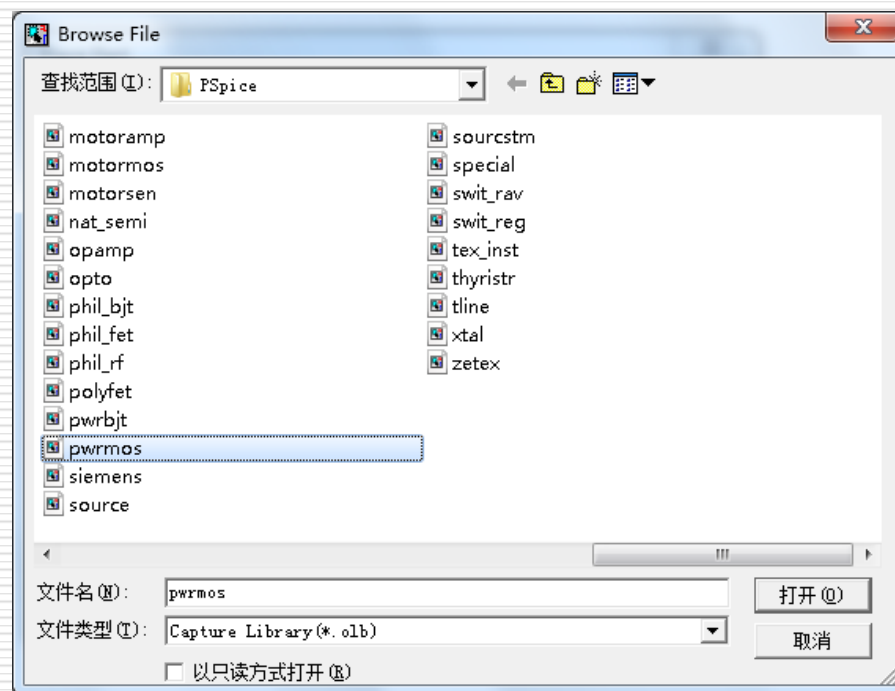 Browse File
查找范围(I):
PSpice
motoramp
motormos
motorsen
nat_semi
opamp
opto
phil_bjt
phil_fet
phil_rf
polyfet
pwrbjt
pwrmos
siemens
source
sourcstm
special
swit_rav
swit_reg
tex_inst
thyristr
tline
xtal
zetex
文件名(N):
pwrmos
打开(O)
文件类型(T):
Capture Library(*.olb)
取消
以只读方式打开(R)